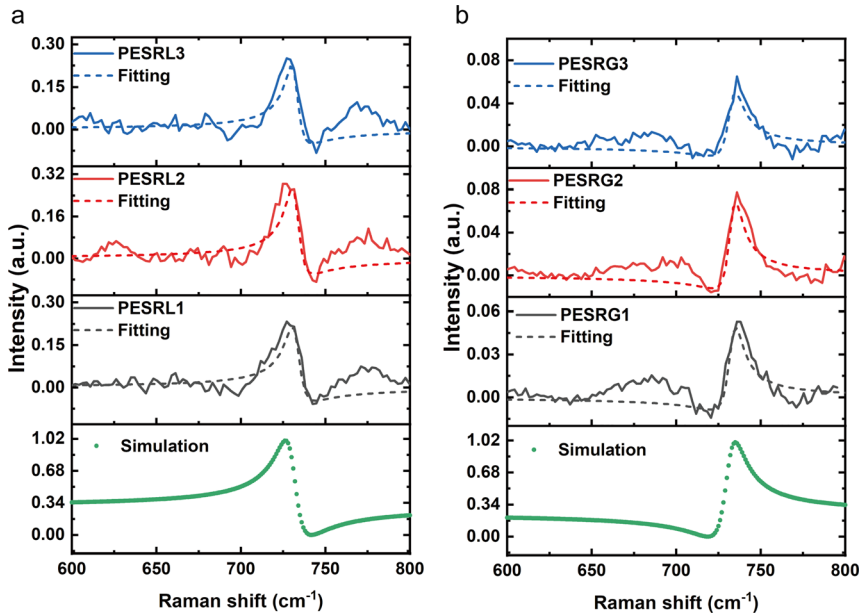 a
b
Intensity (a.u.)
0.30
0.15
0.00
PESRL3
Fitting
0.32
0.16
0.00
PESRL2
Fitting
0.30
0.15
0.00
PESRL1
Fitting
1.02
0.68
0.34
0.00
Simulation
600 650 700 750 800
Raman shift (cm⁻¹)
Intensity (a.u.)
0.08
0.04
0.00
PESRG3
Fitting
0.08
0.04
0.00
PESRG2
Fitting
0.06
0.03
0.00
PESRG1
Fitting
1.02
0.68
0.34
0.00
Simulation
600 650 700 750 800
Raman shift (cm⁻¹)